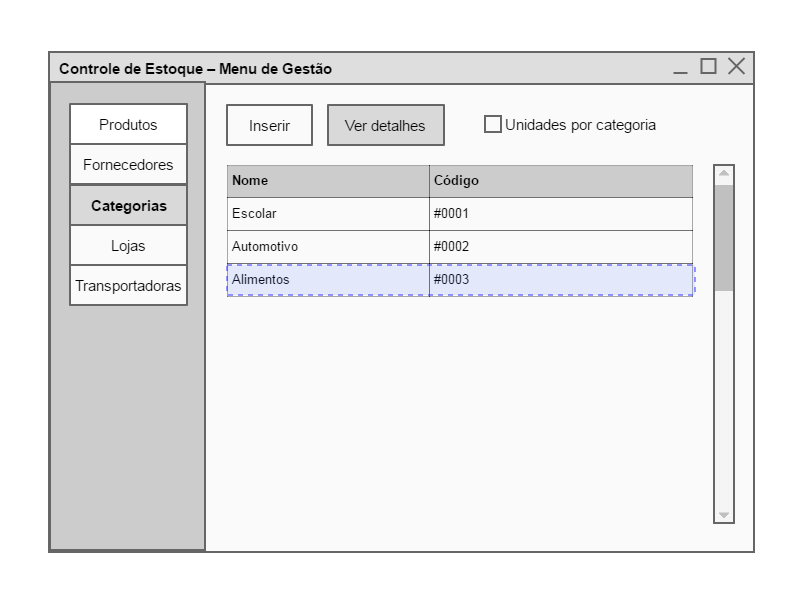 Controle de Estoque – Menu de Gestão
Produtos
Fornecedores
Categorias
Lojas
Transportadoras
Inserir
Ver detalhes
Unidades por categoria
Nome Código
Escolar #0001
Automotivo #0002
Alimentos #0003